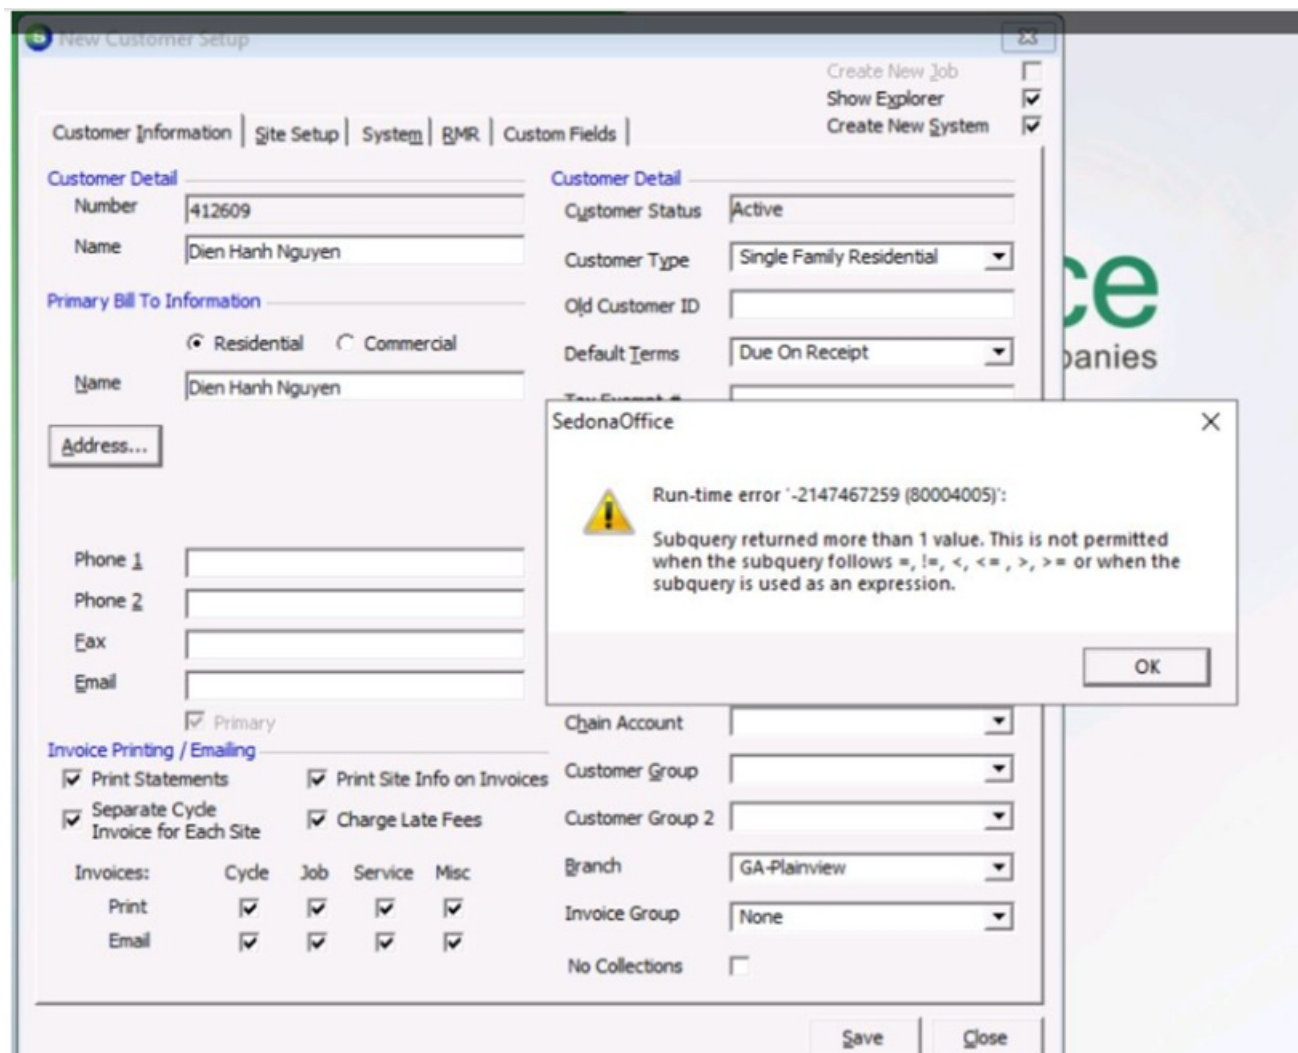 New Customer Setup
Create New Job
Show Explorer
Create New System
Customer Information
Site Setup
System
RMR
Custom Fields
Customer Detail
Number
412609
Name
Dien Hanh Nguyen
Primary Bill To Information
Residential
Commercial
Name
Dien Hanh Nguyen
Address...
Phone 1
Phone 2
Fax
Email
Primary
Invoice Printing / Emailing
Print Statements
Print Site Info on Invoices
Separate Cycle
Invoice for Each Site
Charge Late Fees
Invoices: Cycle Job Service Misc
Print
Email
Customer Detail
Customer Status
Active
Customer Type
Single Family Residential
Old Customer ID
Default Terms
Due On Receipt
Tax Exempt #
SedonaOffice
Run-time error '-2147467259 (80004005)':
Subquery returned more than 1 value. This is not permitted
when the subquery follows =, !=, <, <= , >, >= or when the
subquery is used as an expression.
OK
Chain Account
Customer Group
Customer Group 2
Branch
GA-Plainview
Invoice Group
None
No Collections
Save
Close
ce
panies